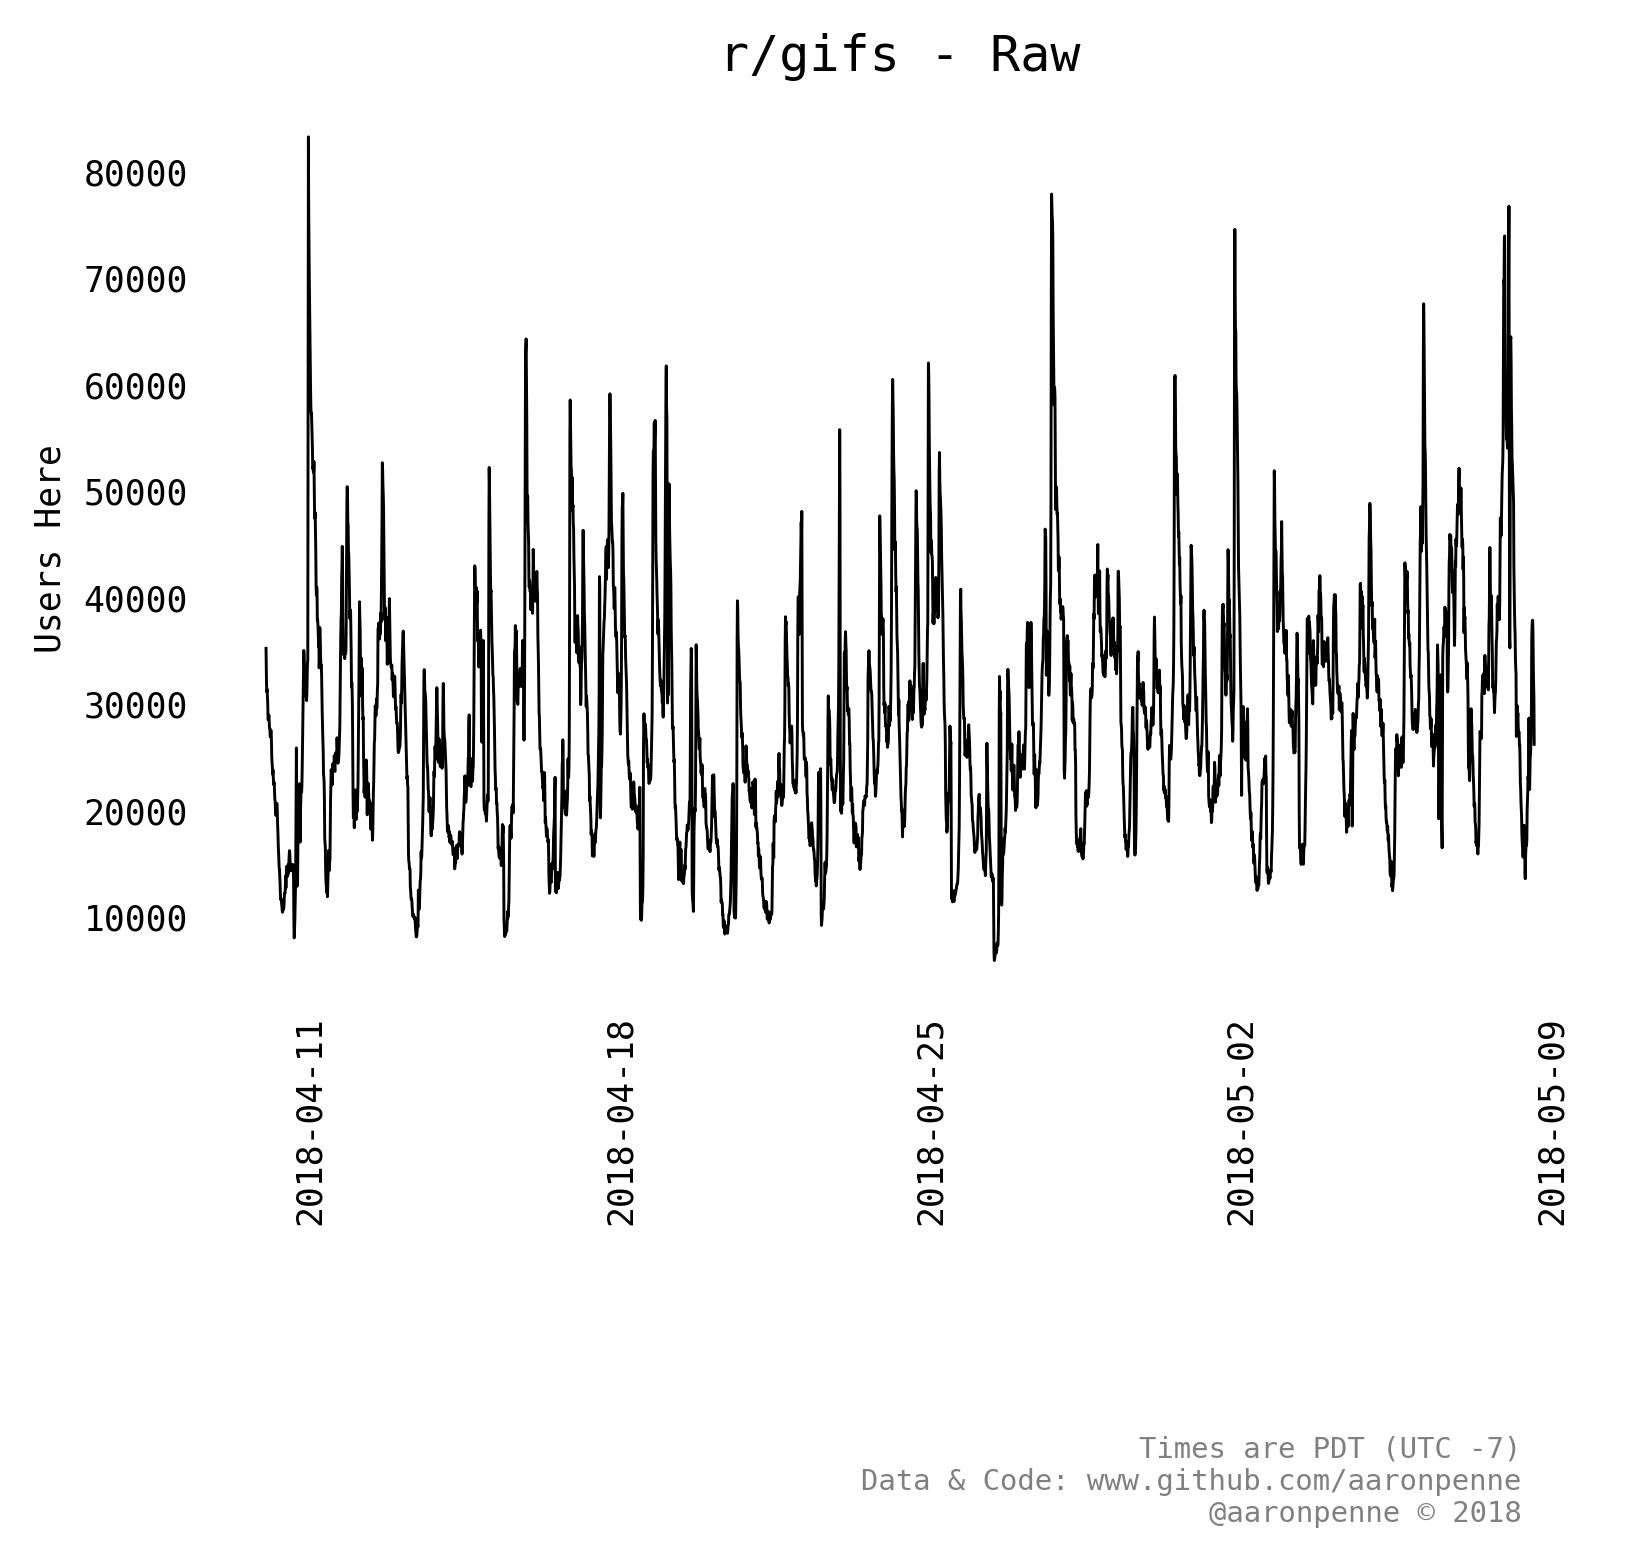 r/gifs - Raw
80000
70000
60000
50000
40000
30000
20000
10000
Users Here
2018-04-11
2018-04-18
2018-04-25
2018-05-02
2018-05-09
Times are PDT (UTC -7)
Data & Code: www.github.com/aaronpenne
@aaronpenne © 2018